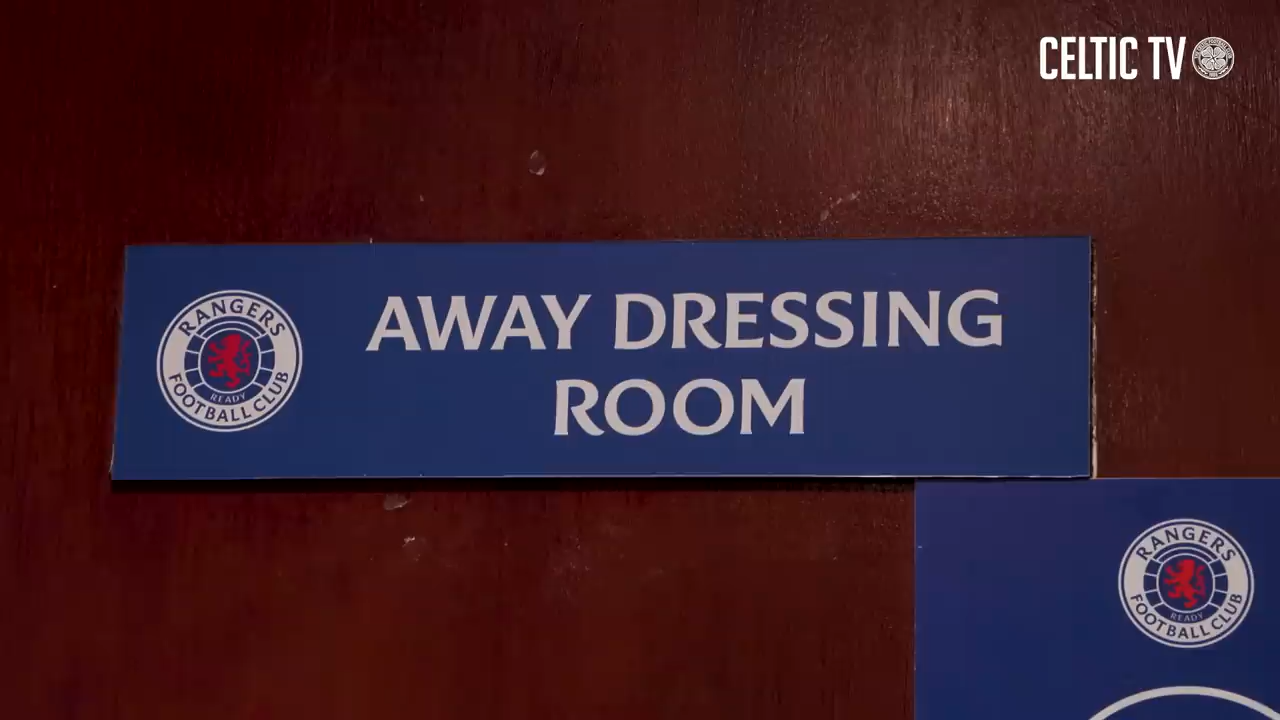 CELTIC TV
AWAY DRESSING
ROOM
RANGERS
READY
FOOTBALL CLUB
RANGERS
READY
FOOTBALL CLUB